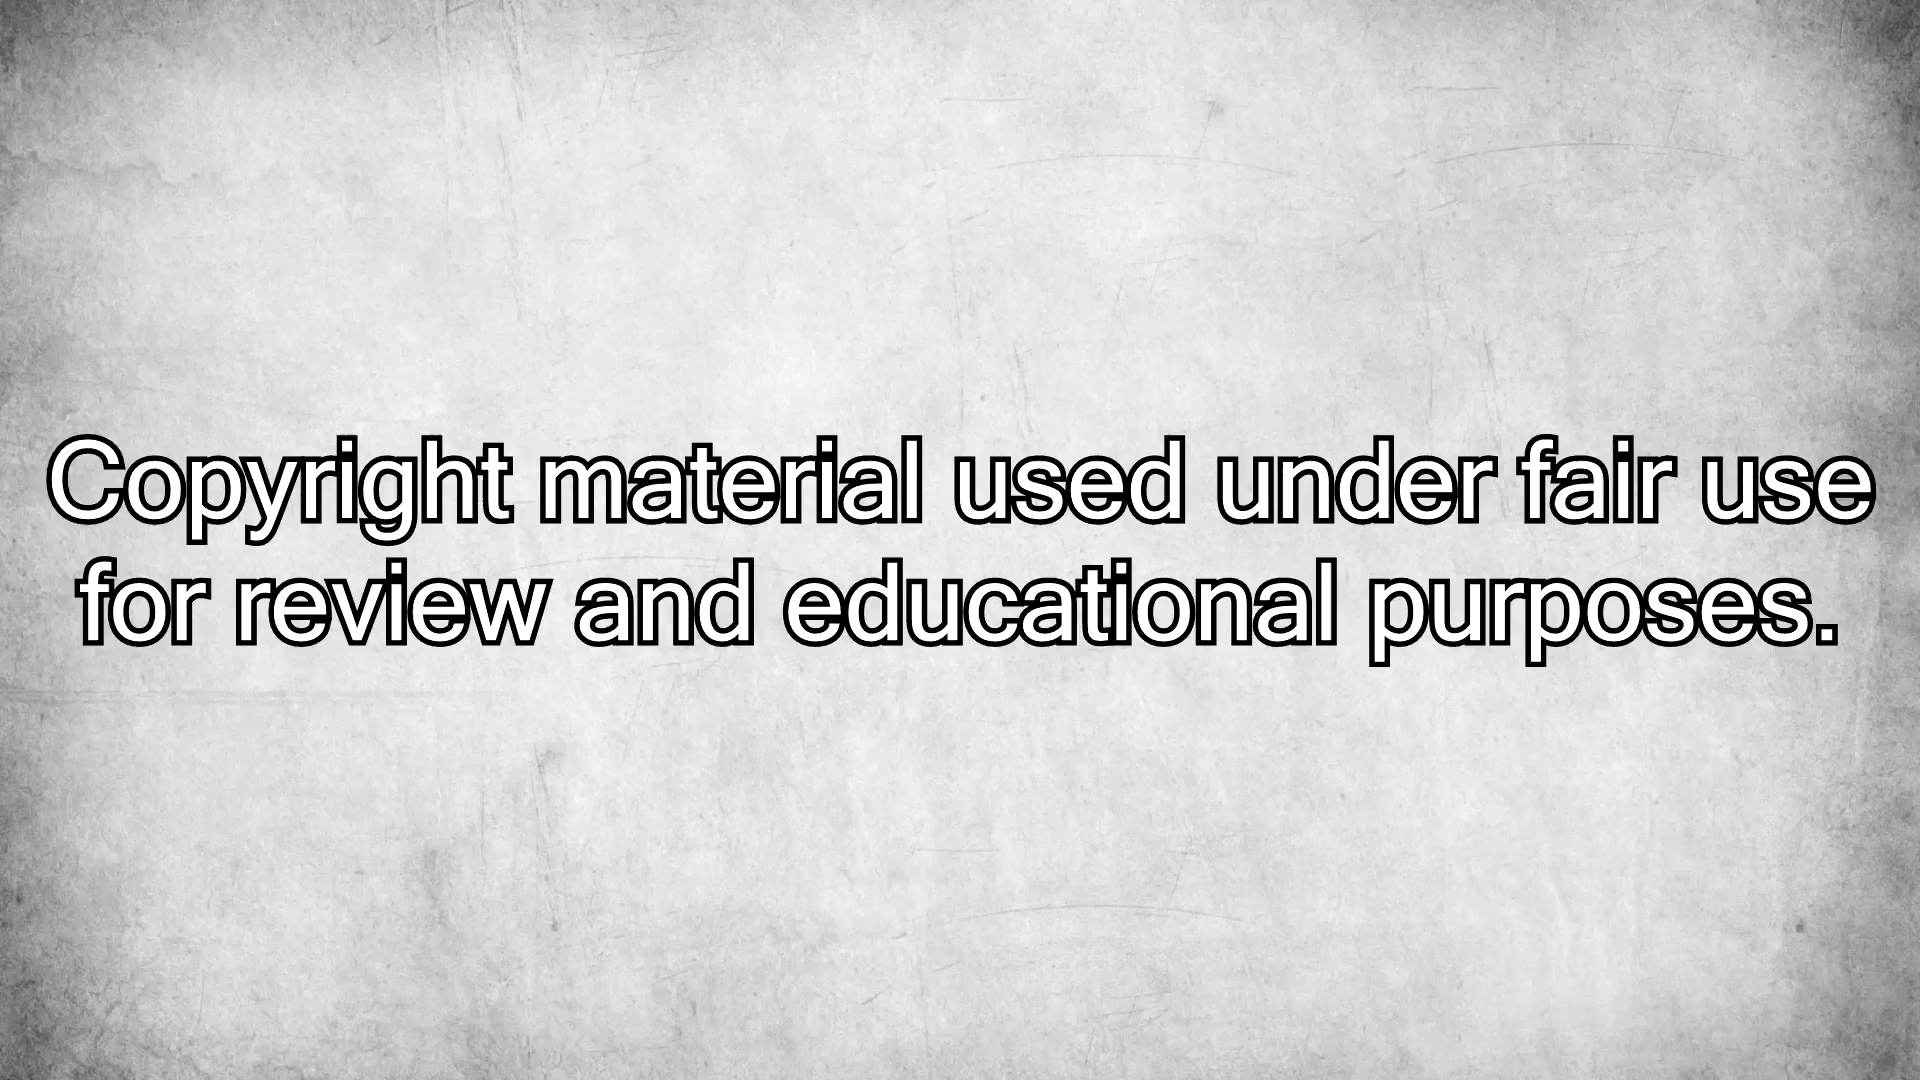 Copyright material used under fair use
for review and educational purposes.